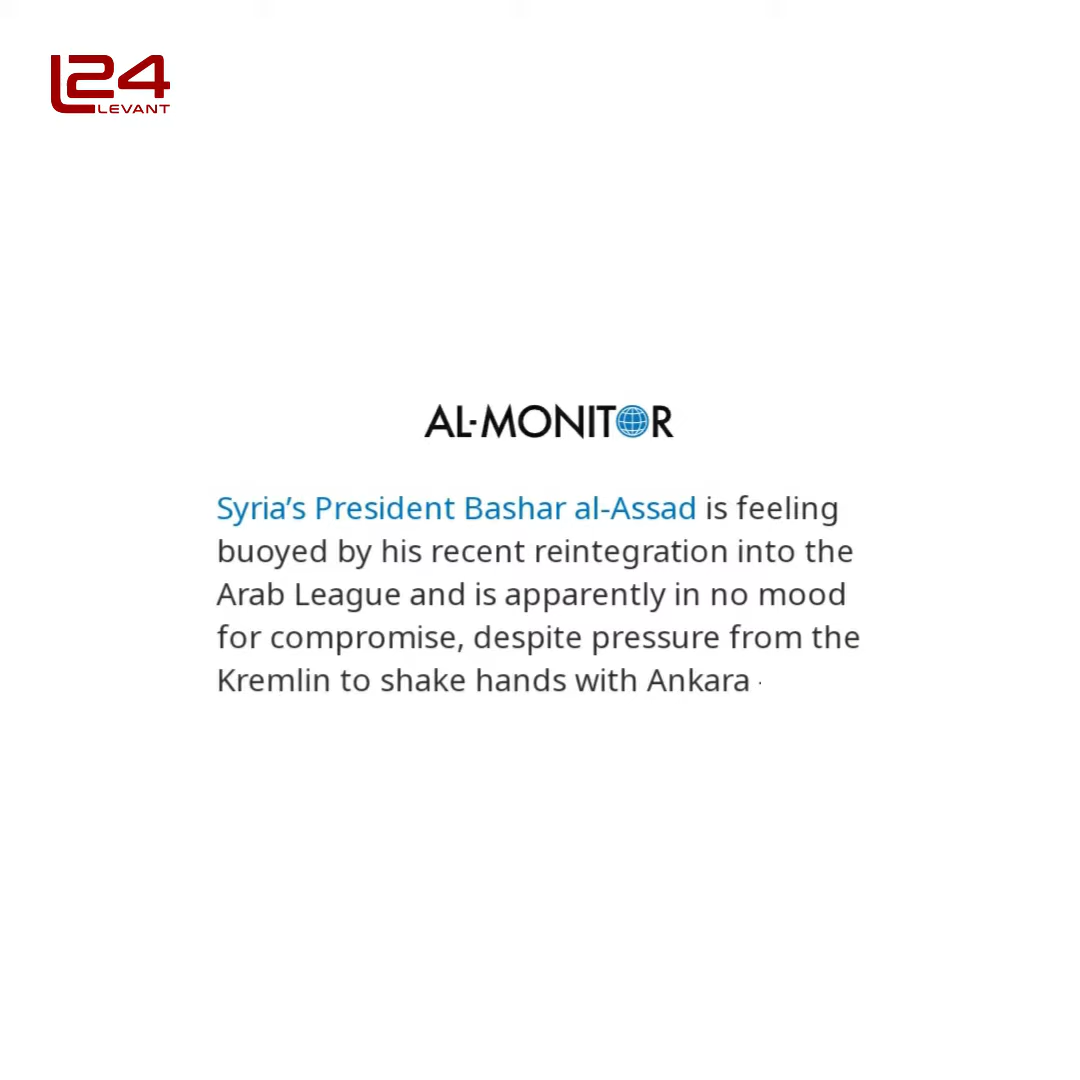 L24
LEVANT
AL-MONITOR
Syria’s President Bashar al-Assad is feeling
buoyed by his recent reintegration into the
Arab League and is apparently in no mood
for compromise, despite pressure from the
Kremlin to shake hands with Ankara .